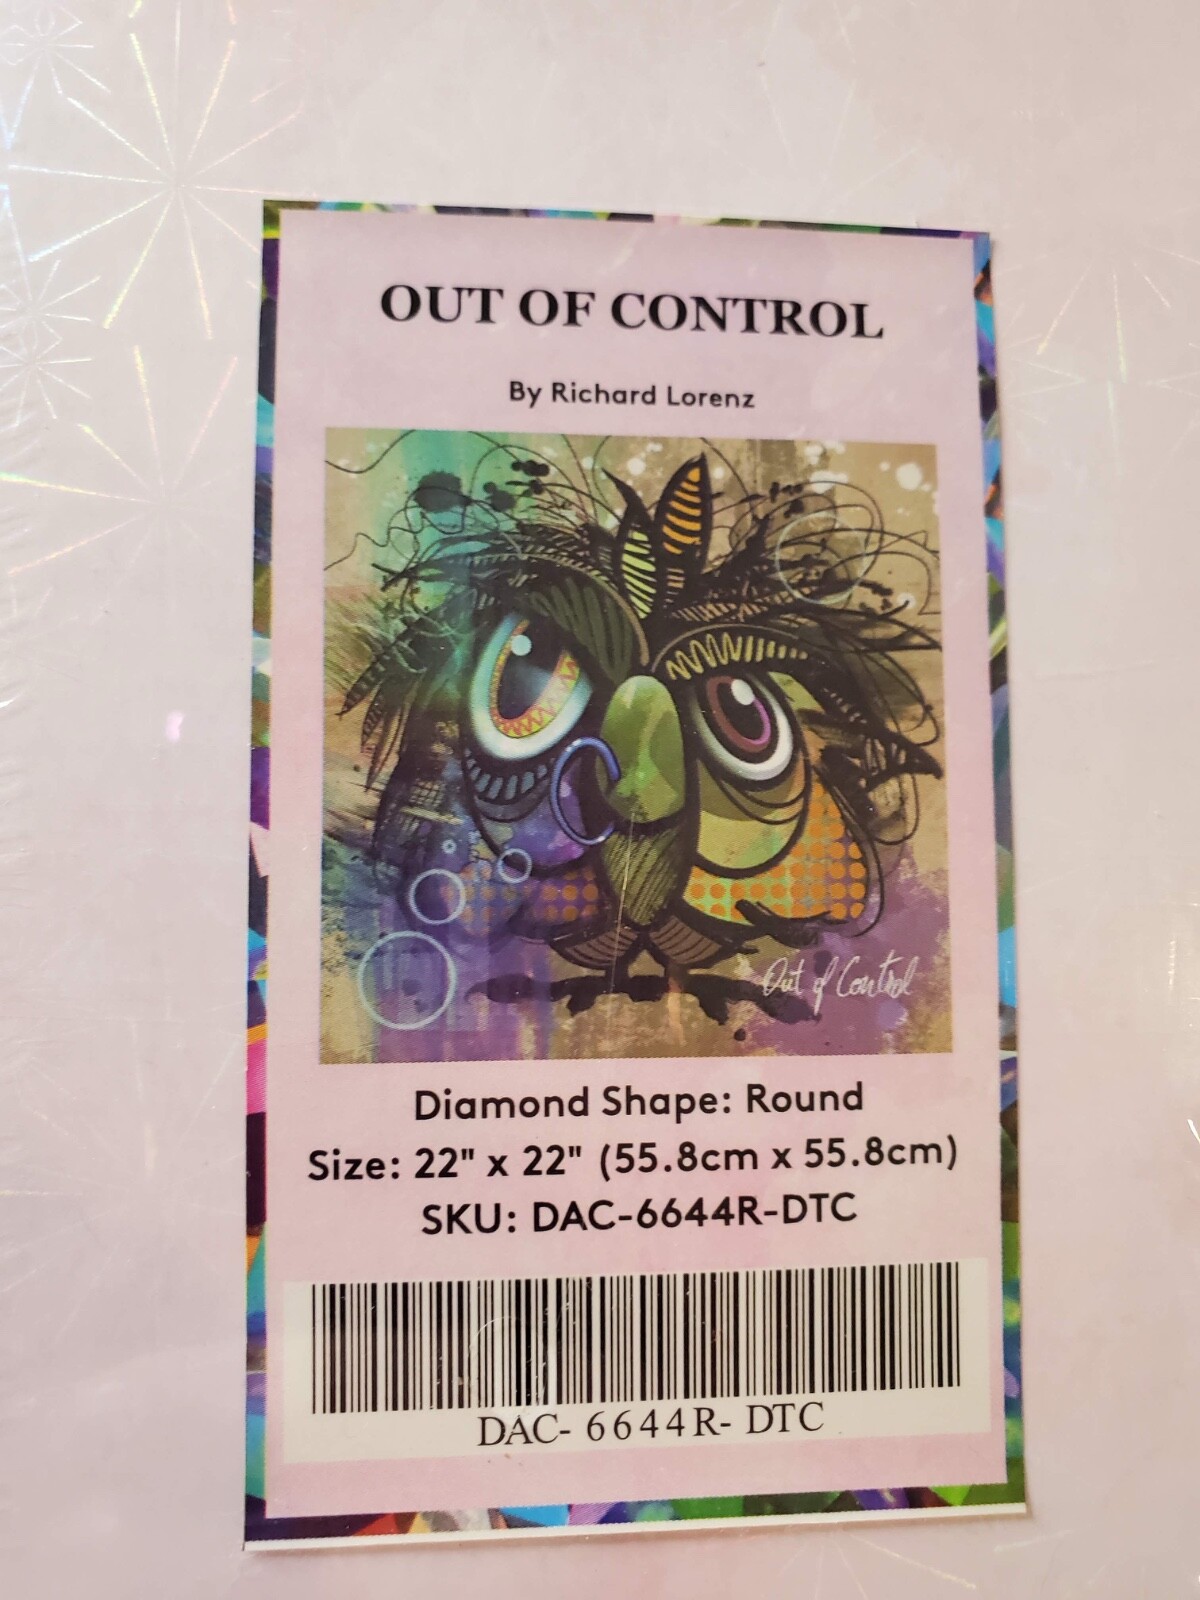 OUT OF CONTROL
By Richard Lorenz
Out of Control
Diamond Shape: Round
Size: 22" x 22" (55.8cm x 55.8cm)
SKU: DAC-6644R-DTC
DAC- 6644R- DTC